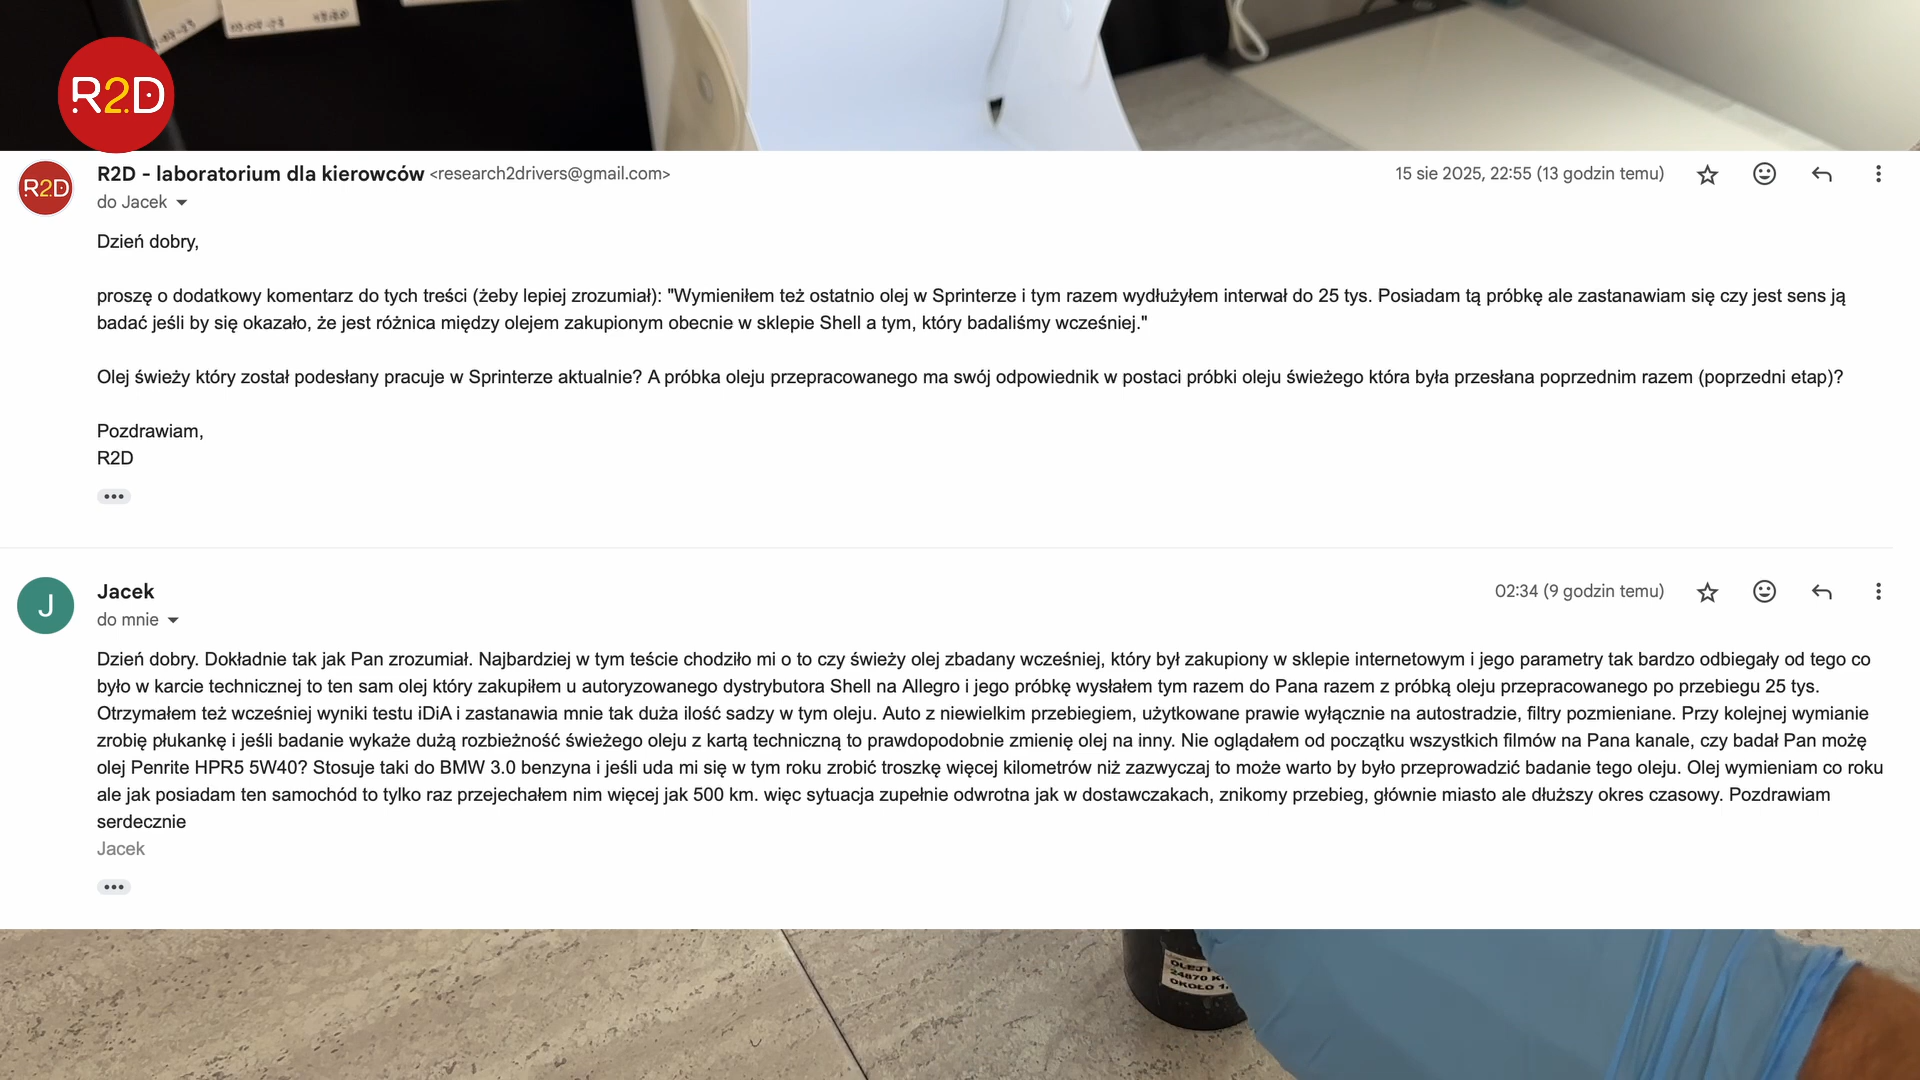 R2D
R2D
R2D - laboratorium dla kierowców <research2drivers@gmail.com>
15 sie 2025, 22:55 (13 godzin temu)
do Jacek
Dzień dobry,
proszę o dodatkowy komentarz do tych treści (żeby lepiej zrozumiał): "Wymieniłem też ostatnio olej w Sprinterze i tym razem wydłużyłem interwał do 25 tys. Posiadam tą próbkę ale zastanawiam się czy jest sens ją
badać jeśli by się okazało, że jest różnica między olejem zakupionym obecnie w sklepie Shell a tym, który badaliśmy wcześniej."
Olej świeży który został podesłany pracuje w Sprinterze aktualnie? A próbka oleju przepracowanego ma swój odpowiednik w postaci próbki oleju świeżego która była przesłana poprzednim razem (poprzedni etap)?
Pozdrawiam,
R2D
J
Jacek
02:34 (9 godzin temu)
do mnie
Dzień dobry. Dokładnie tak jak Pan zrozumiał. Najbardziej w tym teście chodziło mi o to czy świeży olej zbadany wcześniej, który był zakupiony w sklepie internetowym i jego parametry tak bardzo odbiegały od tego co
było w karcie technicznej to ten sam olej który zakupiłem u autoryzowanego dystrybutora Shell na Allegro i jego próbkę wysłałem tym razem do Pana razem z próbką oleju przepracowanego po przebiegu 25 tys.
Otrzymałem też wcześniej wyniki testu iDiA i zastanawia mnie tak duża ilość sadzy w tym oleju. Auto z niewielkim przebiegiem, użytkowane prawie wyłącznie na autostradzie, filtry pozmieniane. Przy kolejnej wymianie
zrobię płukankę i jeśli badanie wykaże dużą rozbieżność świeżego oleju z kartą techniczną to prawdopodobnie zmienię olej na inny. Nie oglądałem od początku wszystkich filmów na Pana kanale, czy badał Pan możę
olej Penrite HPR5 5W40? Stosuje taki do BMW 3.0 benzyna i jeśli uda mi się w tym roku zrobić troszkę więcej kilometrów niż zazwyczaj to może warto by było przeprowadzić badanie tego oleju. Olej wymieniam co roku
ale jak posiadam ten samochód to tylko raz przejechałem nim więcej jak 500 km. więc sytuacja zupełnie odwrotna jak w dostawczakach, znikomy przebieg, głównie miasto ale dłuższy okres czasowy. Pozdrawiam
serdecznie
Jacek
24870
OKOŁO